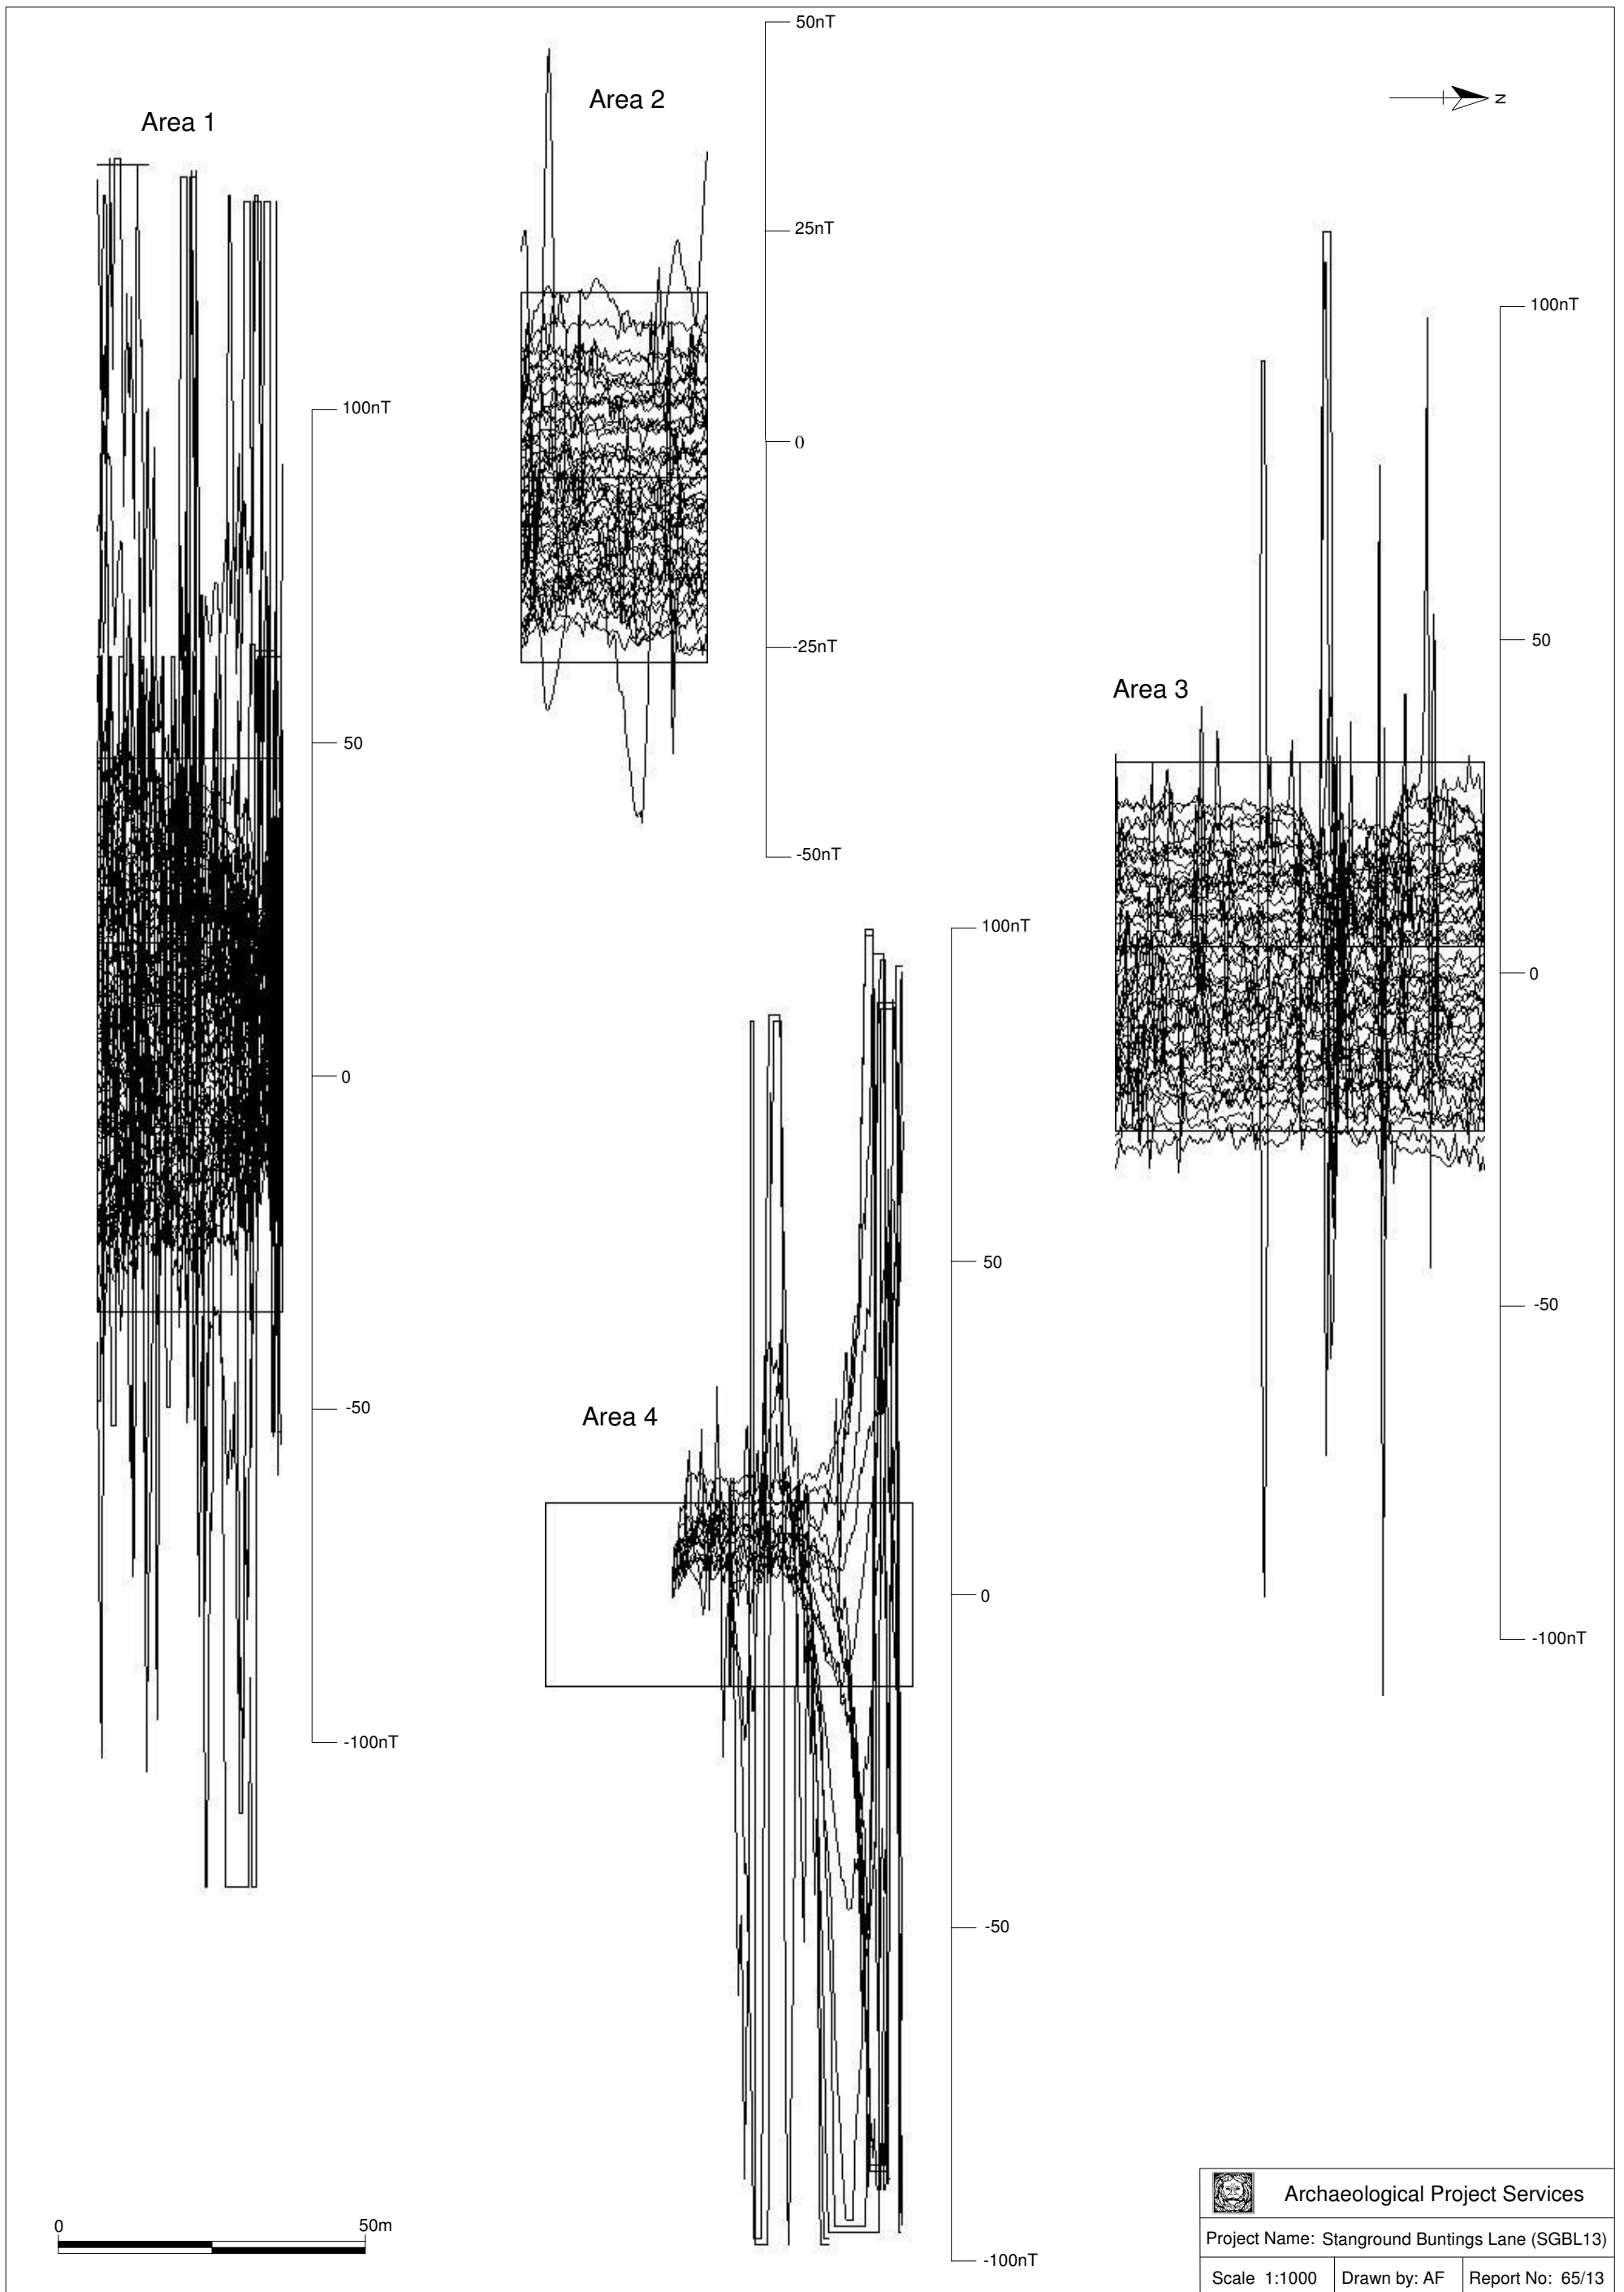 Area 1
100nT
50
0
-50
-100nT
Area 2
50nT
25nT
0
-25nT
-50nT
N
Area 3
100nT
50
0
-50
-100nT
Area 4
100nT
50
0
-50
-100nT
0 50m
Archaeological Project Services
Project Name: Stanground Buntings Lane (SGBL13)
Scale 1:1000 Drawn by: AF Report No: 65/13